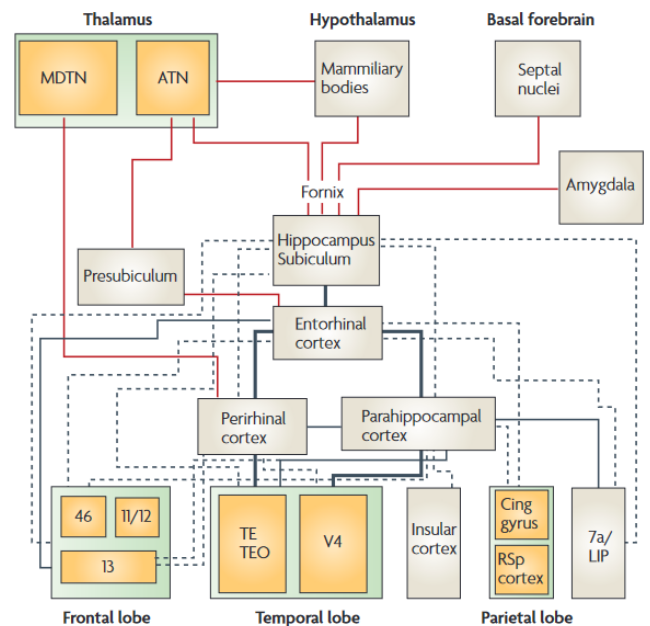 Thalamus
Hypothalamus
Basal forebrain
MDTN
ATN
Mammiliary
bodies
Septal
nuclei
Fornix
Amygdala
Hippocampus
Subiculum
Presubiculum
Entorhinal
cortex
Perirhinal
cortex
Parahippocampal
cortex
46
11/12
13
TE
TEO
V4
Insular
cortex
Cing
gyrus
RSp
cortex
7a/
LIP
Frontal lobe
Temporal lobe
Parietal lobe